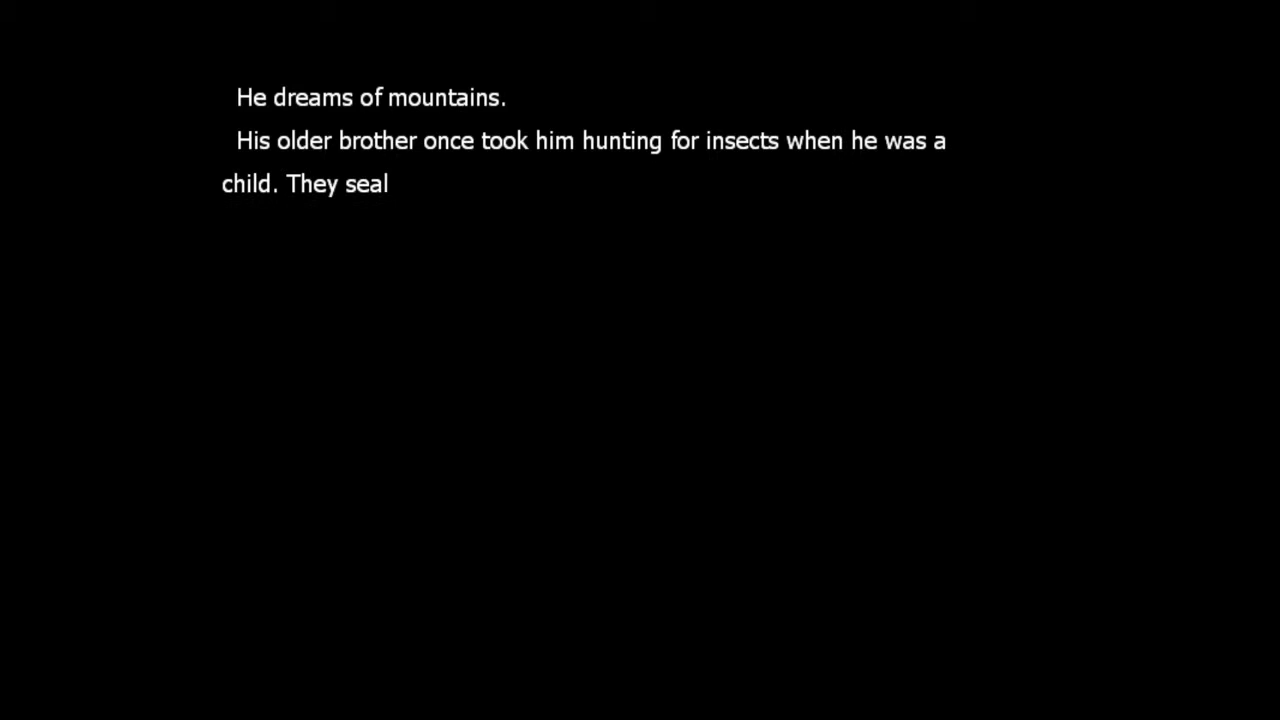 He dreams of mountains.
His older brother once took him hunting for insects when he was a
child. They seal